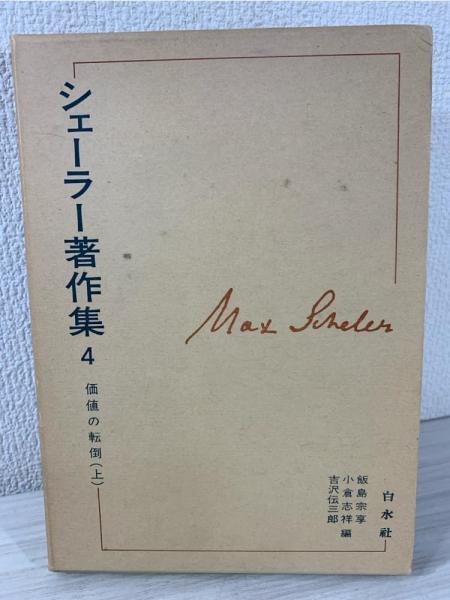 シェーラー著作集4
価値の転倒(上)
Max Scheler
飯島宗享
小倉志祥編
吉沢伝三郎
白水社